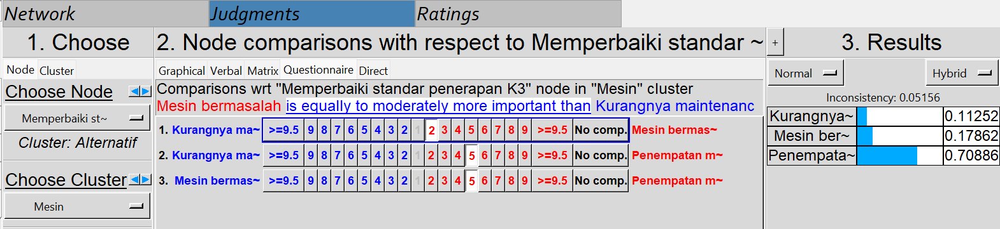 Network Judgments Ratings
1. Choose
Node Cluster
Choose Node
Memperbaiki st~
Cluster: Alternatif
Choose Cluster
Mesin
2. Node comparisons with respect to Memperbaiki standar ~
Graphical Verbal Matrix Questionnaire Direct
Comparisons wrt "Memperbaiki standar penerapan K3" node in "Mesin" cluster
Mesin bermasalah is equally to moderately more important than Kurangnya maintenanc
1. Kurangnya ma~ >=9.5 9 8 7 6 5 4 3 2 1 2 3 4 5 6 7 8 9 >=9.5 No comp. Mesin bermas~
2. Kurangnya ma~ >=9.5 9 8 7 6 5 4 3 2 1 2 3 4 5 6 7 8 9 >=9.5 No comp. Penempatan m~
3. Mesin bermas~ >=9.5 9 8 7 6 5 4 3 2 1 2 3 4 5 6 7 8 9 >=9.5 No comp. Penempatan m~
+ 3. Results
Normal Hybrid
Inconsistency: 0.05156
Kurangnya~ 0.11252
Mesin ber~ 0.17862
Penempata~ 0.70886